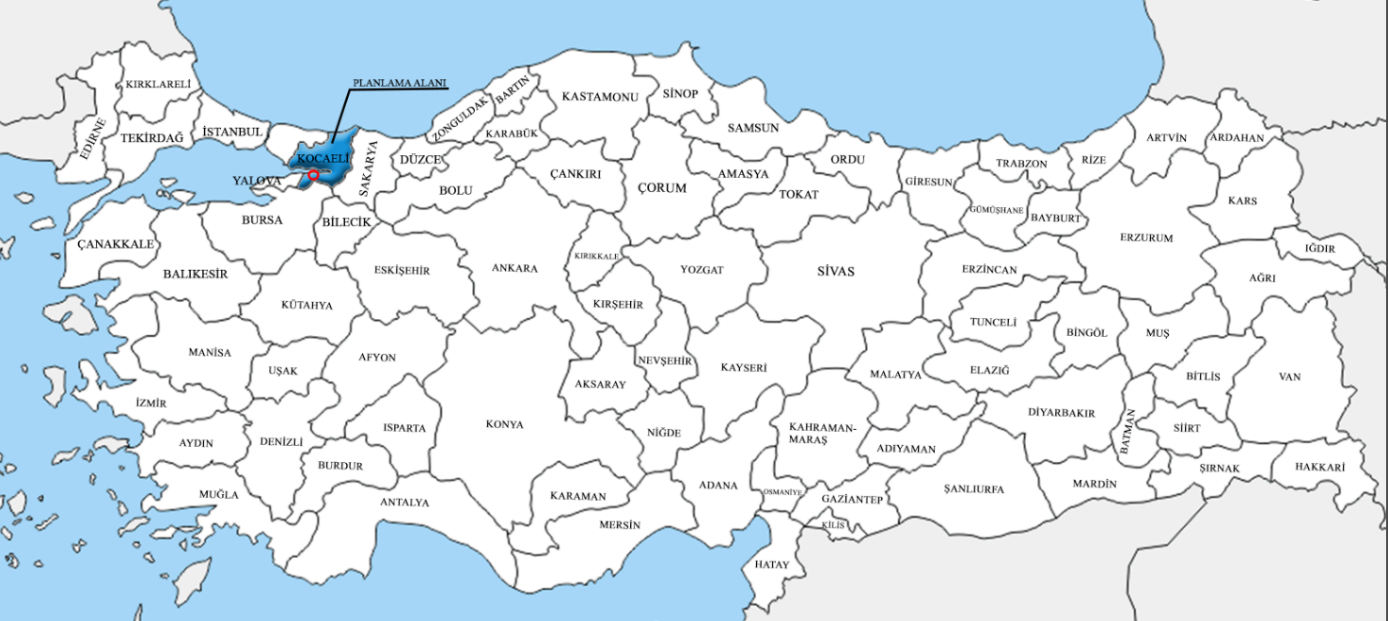 PLANLAMA ALANI
KIRKLARELİ
EDİRNE
TEKİRDAĞ
İSTANBUL
KOCAELİ
YALOVA
SAKARYA
DÜZCE
ZONGULDAK
BARTIN
KARABÜK
KASTAMONU
SİNOP
SAMSUN
BOLU
ÇANKIRI
ÇORUM
AMASYA
TOKAT
ORDU
GİRESUN
TRABZON
RİZE
ARTVİN
ARDAHAN
GÜMÜŞHANE
BAYBURT
KARS
IĞDIR
ÇANAKKALE
BURSA
BİLECİK
BALIKESİR
ESKİŞEHİR
ANKARA
KIRIKKALE
YOZGAT
SİVAS
ERZİNCAN
ERZURUM
AĞRI
KÜTAHYA
KIRŞEHİR
TUNCELİ
BİNGÖL
MUŞ
MANİSA
UŞAK
AFYON
NEVŞEHİR
KAYSERİ
MALATYA
ELAZIĞ
BİTLİS
VAN
AKSARAY
İZMİR
AYDIN
DENİZLİ
ISPARTA
KONYA
NİĞDE
KAHRAMAN-
MARAŞ
ADIYAMAN
DİYARBAKIR
BATMAN
SİİRT
ŞIRNAK
HAKKARİ
BURDUR
MUĞLA
ANTALYA
KARAMAN
MERSİN
ADANA
OSMANİYE
GAZİANTEP
KİLİS
ŞANLIURFA
MARDİN
HATAY